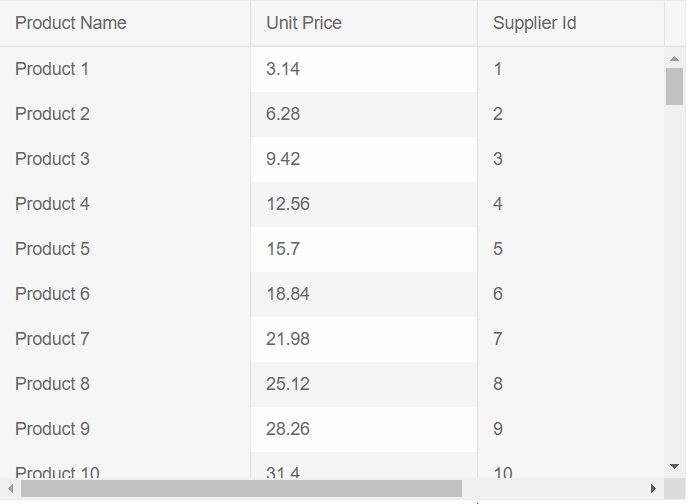 Product Name Unit Price Supplier Id
Product 1 3.14 1
Product 2 6.28 2
Product 3 9.42 3
Product 4 12.56 4
Product 5 15.7 5
Product 6 18.84 6
Product 7 21.98 7
Product 8 25.12 8
Product 9 28.26 9
Product 10 31.4 10